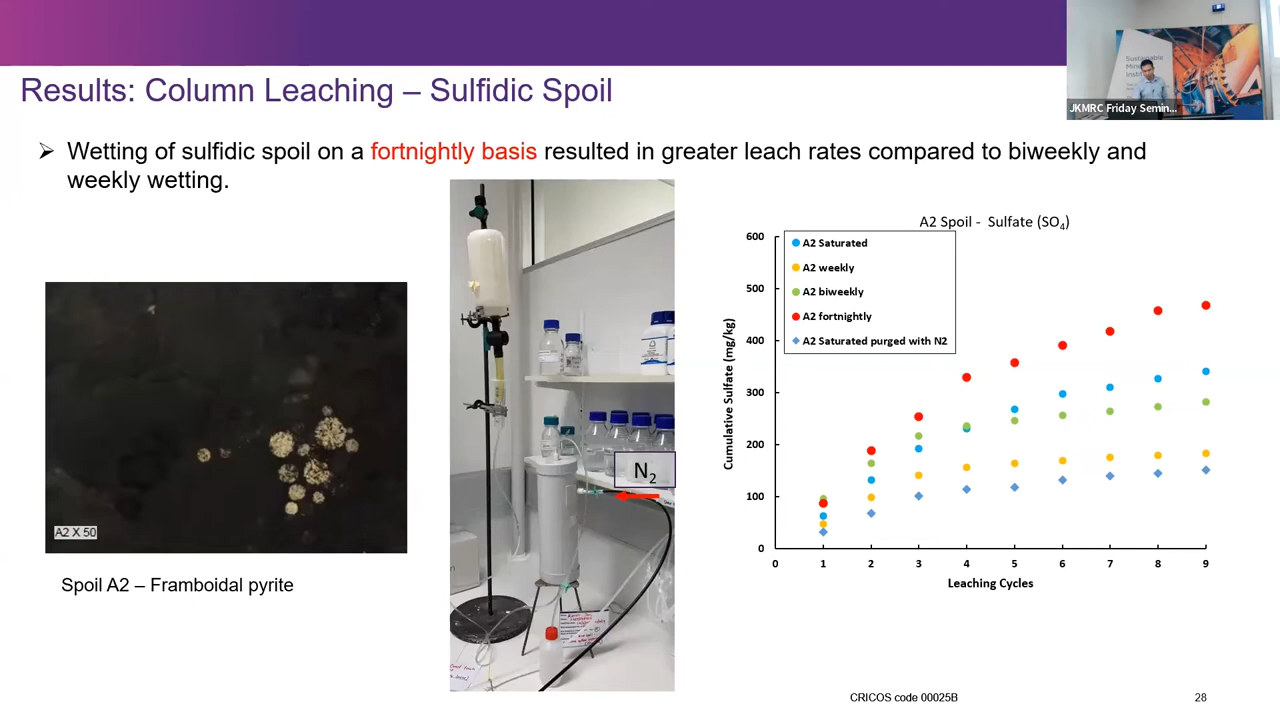 Results: Column Leaching – Sulfidic Spoil
Sustainable
JKMRC Friday Semin...
➢ Wetting of sulfidic spoil on a fortnightly basis resulted in greater leach rates compared to biweekly and
weekly wetting.
A2 X 50
Spoil A2 – Framboidal pyrite
N2
A2 Spoil - Sulfate (SO4)
A2 Saturated
A2 weekly
A2 biweekly
A2 fortnightly
A2 Saturated purged with N2
Cumulative Sulfate (mg/kg)
600
500
400
300
200
100
0
0 1 2 3 4 5 6 7 8 9
Leaching Cycles
CRICOS code 00025B
28